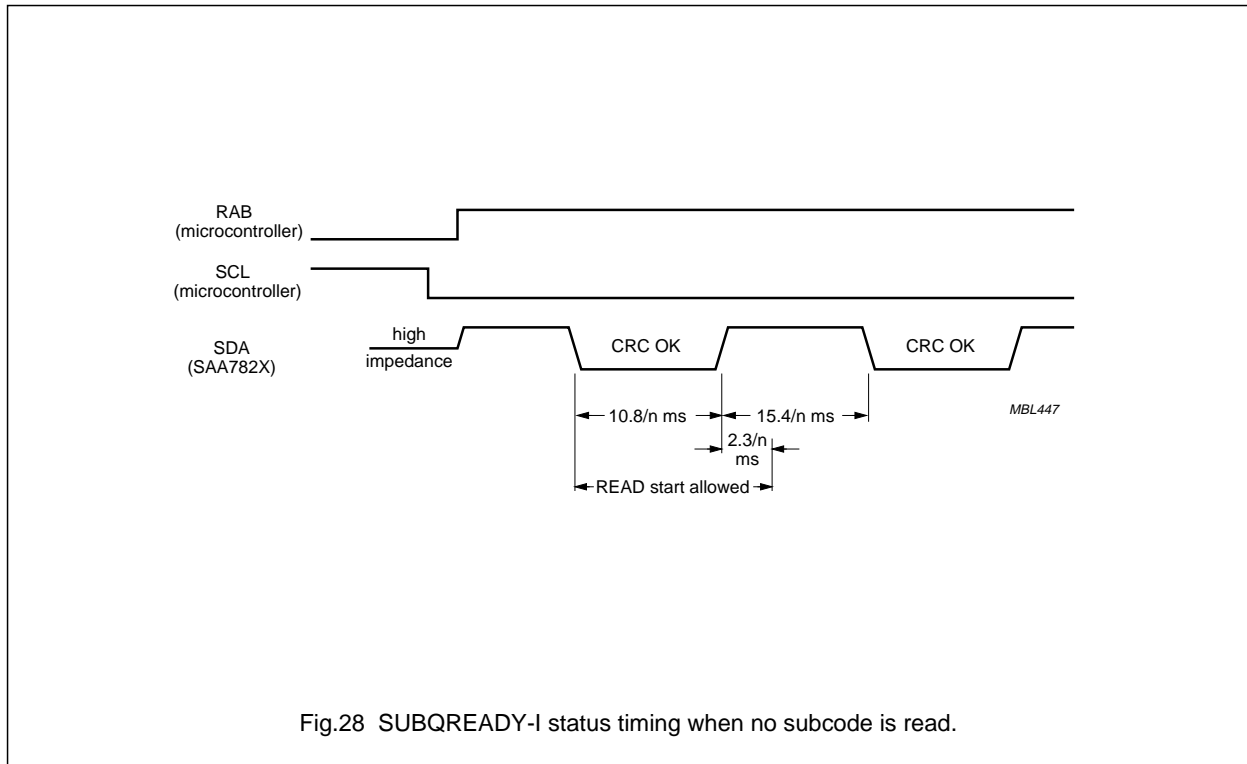 RAB
(microcontroller)
SCL
(microcontroller)
high
impedance
SDA
(SAA782X)
CRC OK
CRC OK
10.8/n ms
15.4/n ms
2.3/n
ms
READ start allowed
MBL447
Fig.28 SUBQREADY-I status timing when no subcode is read.